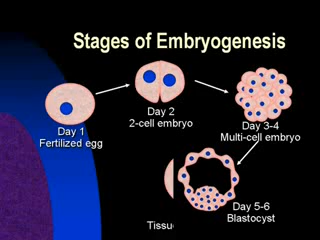 Stages of Embryogenesis
Day 1
Fertilized egg
Day 2
2-cell embryo
Day 3-4
Multi-cell embryo
Day 5-6
Blastocyst